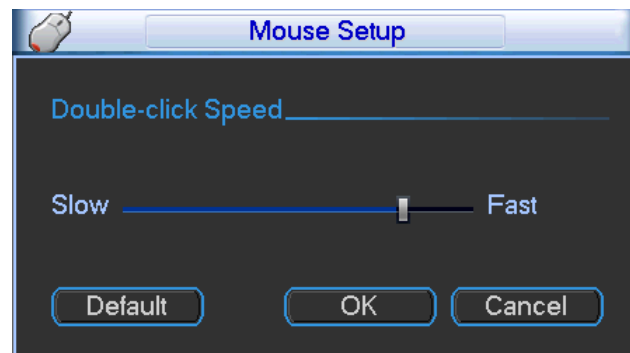 Mouse Setup
Double-click Speed
Slow Fast
Default OK Cancel